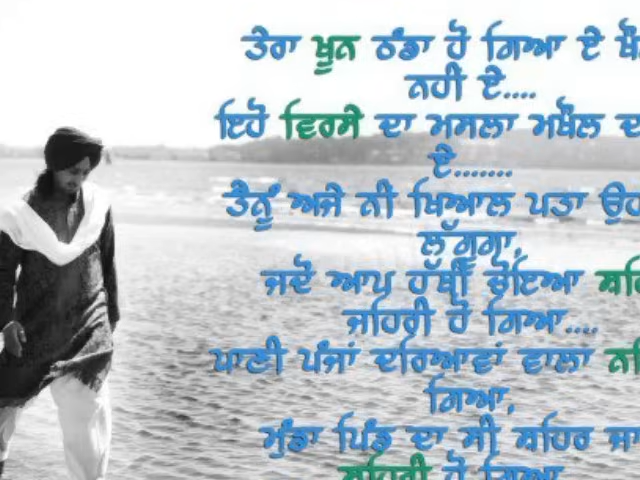 ਤੇਰਾ ਖੂਨ ਠੰਡਾ ਹੋ ਗਿਆ ਏ
ਨਹੀ ਏ....
ਇਹੋ ਵਿਰਸੇ ਦਾ ਮਸਲਾ ਮਖੌਲ
ਏ.......
ਤੈਨੂੰ ਅਜੇ ਨੀ ਖਿਆਲ ਪਤਾ
ਲੱਗੂਗਾ,
ਜਦੋ ਆਪ ਹੱਥੀਂ ਚੋਇਆ
ਜਹਿਰੀ ਹੋ ਗਿਆ....
ਪਾਣੀ ਪੰਜਾਂ ਦਰਿਆਵਾਂ ਵਾਲਾ
ਗਿਆ,
ਮੁੰਡਾ ਪਿੰਡ ਦਾ ਸੀ ਸ਼ਹਿਰ ਜਾ
ਸ਼ਹਿਰੀ ਹੋ ਗਿਆ